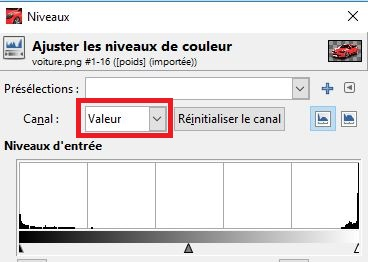 Niveaux
Ajuster les niveaux de couleur
voiture.png #1-16 ([poids] (importée))
Présélections :
Canal : Valeur Réinitialiser le canal
Niveaux d'entrée